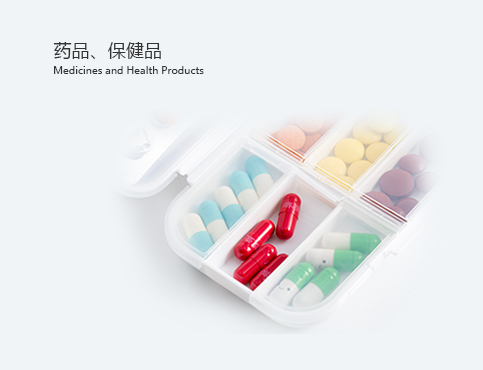 药品、保健品
Medicines and Health Products